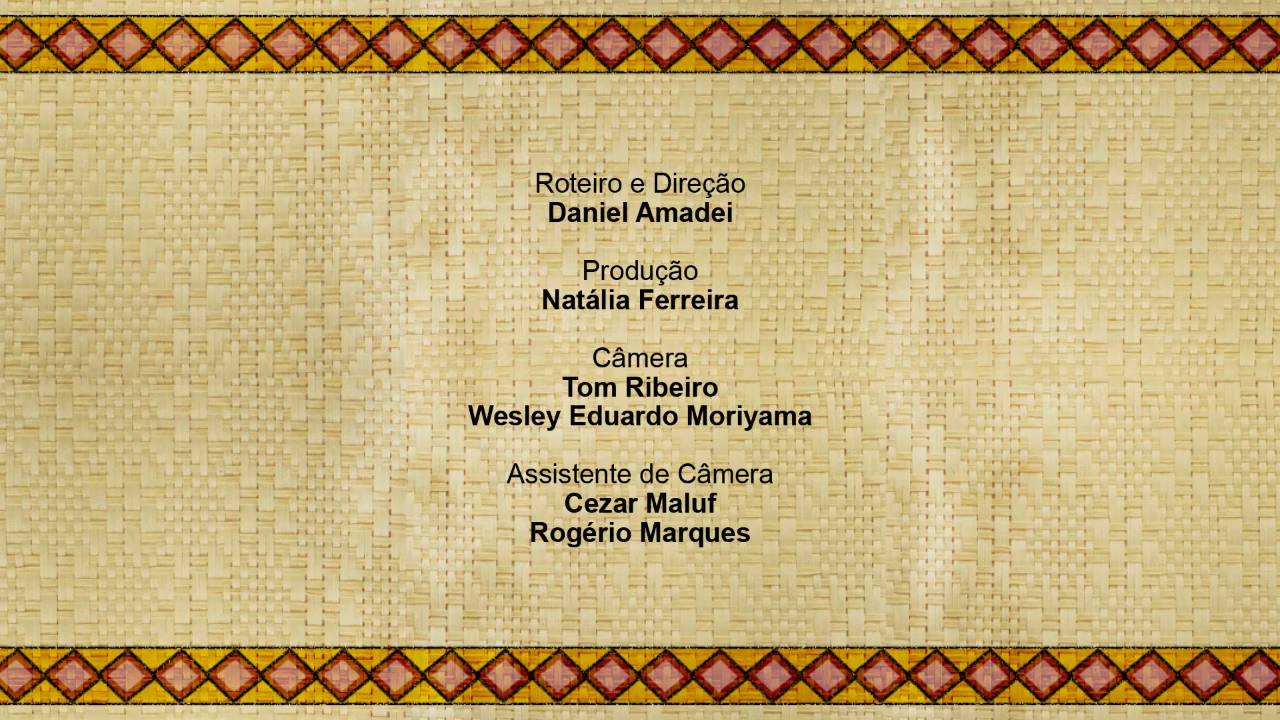 Roteiro e Direção
Daniel Amadei
Produção
Natália Ferreira
Câmera
Tom Ribeiro
Wesley Eduardo Moriyama
Assistente de Câmera
Cezar Maluf
Rogério Marques